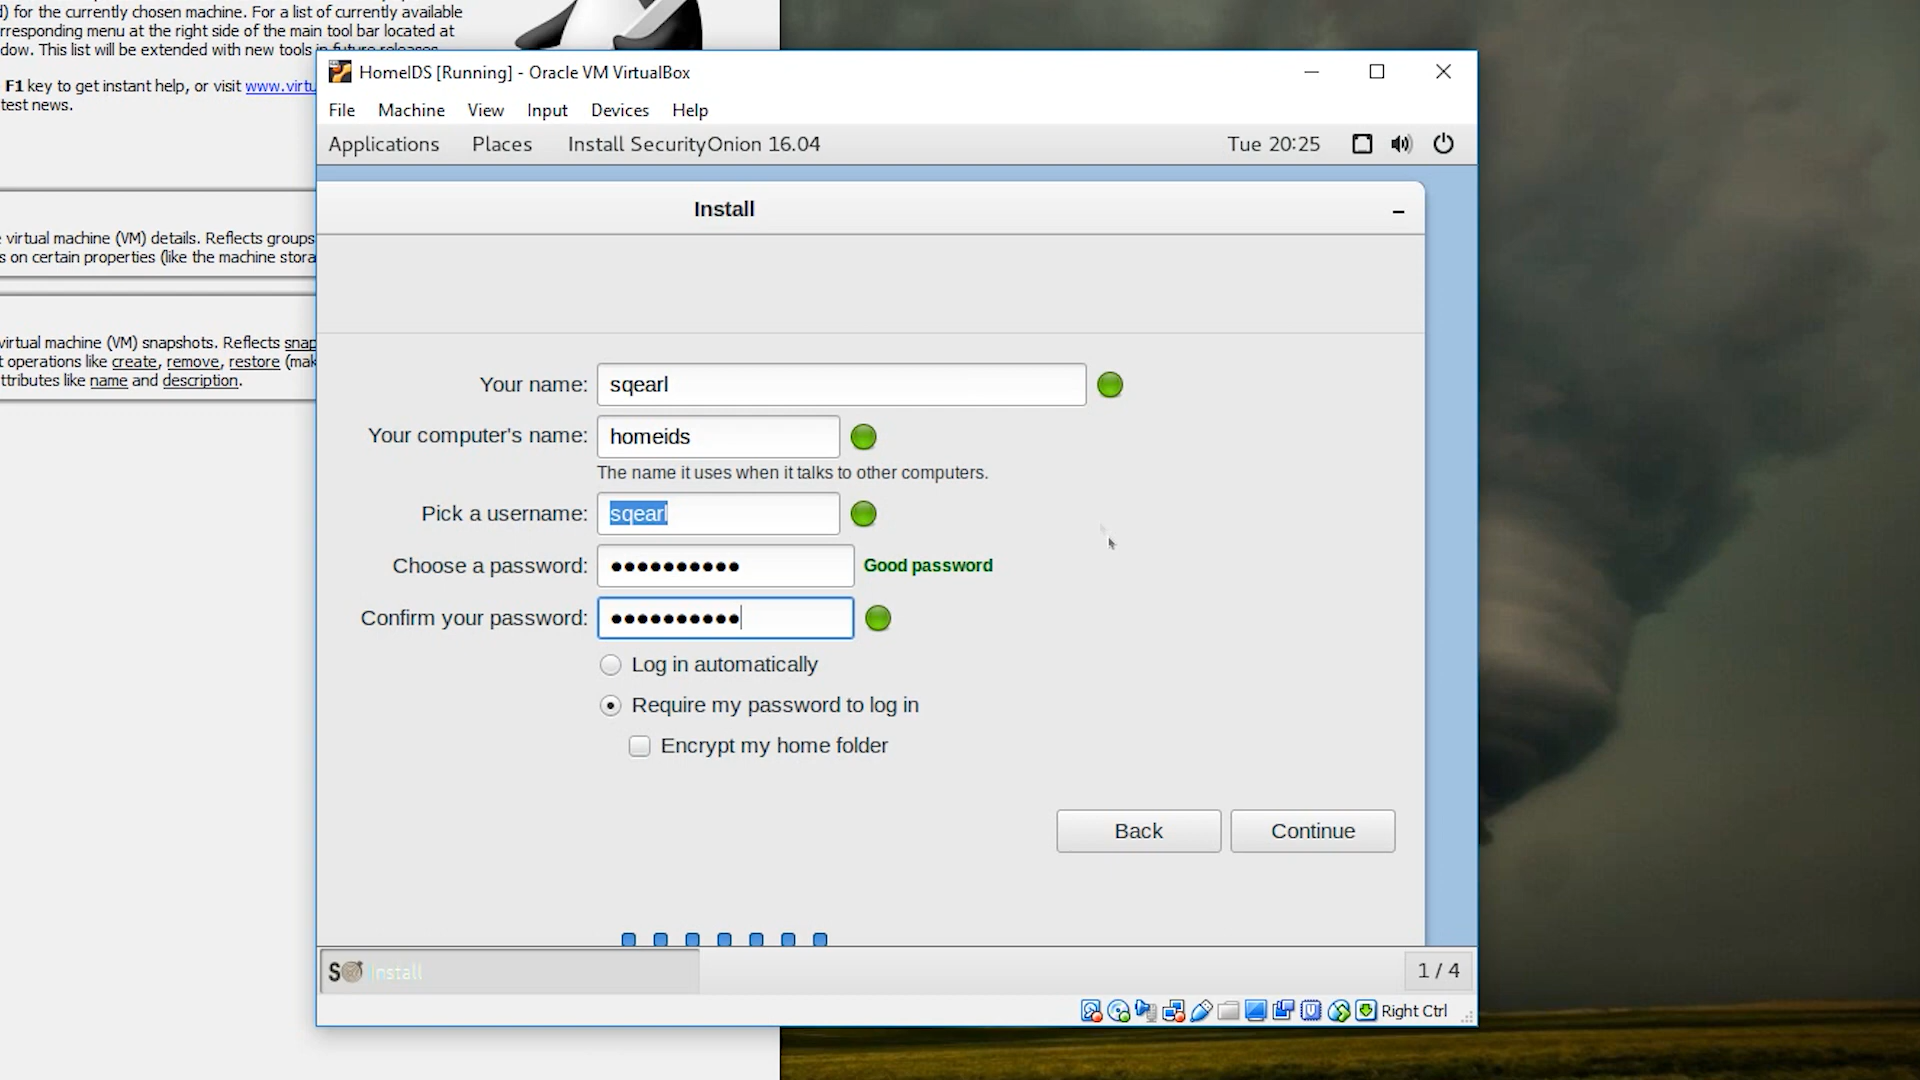 ) for the currently chosen machine. For a list of currently available
rresponding menu at the right side of the main tool bar located at
dow. This list will be extended with new tools in future releases.
F1 key to get instant help, or visit www.virtu
test news.
virtual machine (VM) details. Reflects groups
s on certain properties (like the machine stora
virtual machine (VM) snapshots. Reflects snap
t operations like create, remove, restore (mak
ttributes like name and description.
HomeIDS [Running] - Oracle VM VirtualBox
File Machine View Input Devices Help
Applications Places Install SecurityOnion 16.04 Tue 20:25
Install
Your name: sqearl
Your computer's name: homeids
The name it uses when it talks to other computers.
Pick a username: sqearl
Choose a password: ●●●●●●●●●● Good password
Confirm your password: ●●●●●●●●●●
Log in automatically
Require my password to log in
Encrypt my home folder
Back Continue
S Install 1 / 4
Right Ctrl